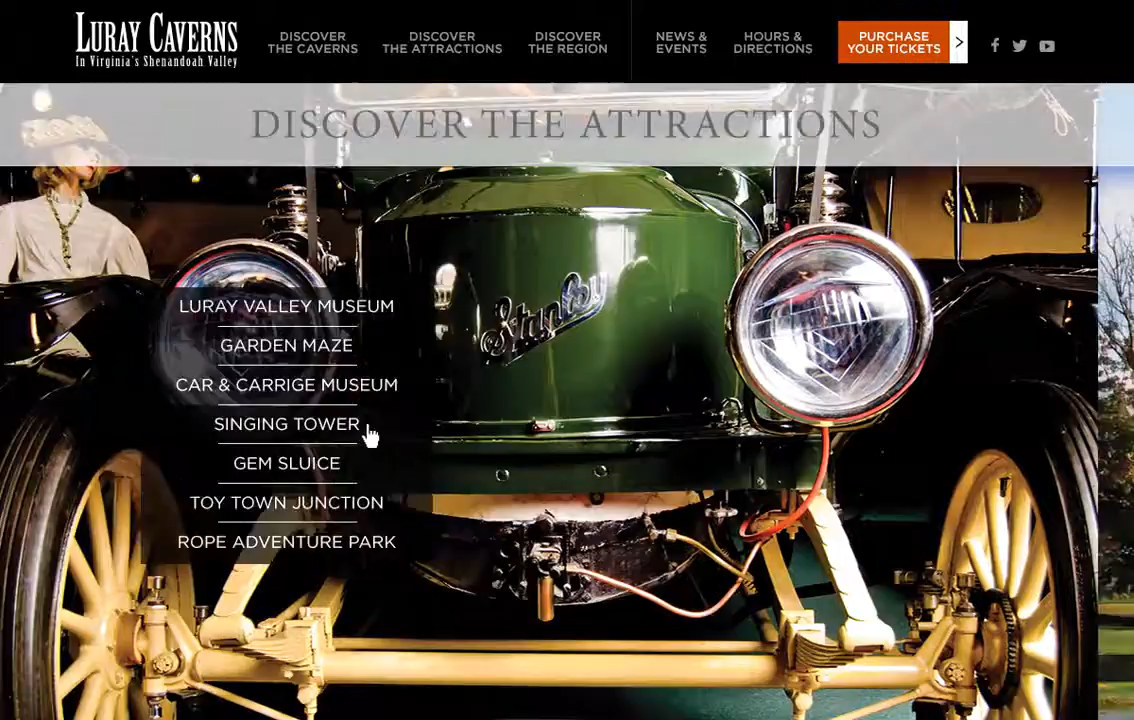 LURAY CAVERNS
In Virginia's Shenandoah Valley
DISCOVER
THE CAVERNS
DISCOVER
THE ATTRACTIONS
DISCOVER
THE REGION
NEWS &
EVENTS
HOURS &
DIRECTIONS
PURCHASE
YOUR TICKETS
DISCOVER THE ATTRACTIONS
LURAY VALLEY MUSEUM
GARDEN MAZE
CAR & CARRIGE MUSEUM
SINGING TOWER
GEM SLUICE
TOY TOWN JUNCTION
ROPE ADVENTURE PARK
Stanley